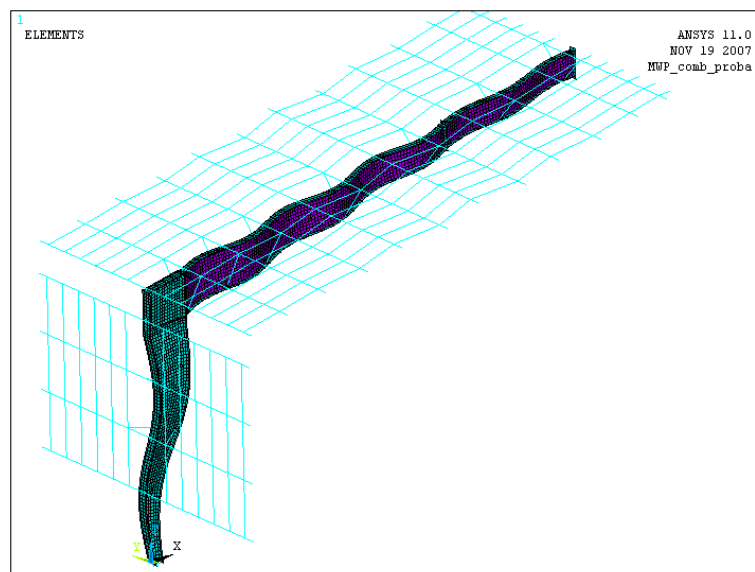 1
ELEMENTS
ANSYS 11.0
NOV 19 2007
MWP_comb_proba
Y
X